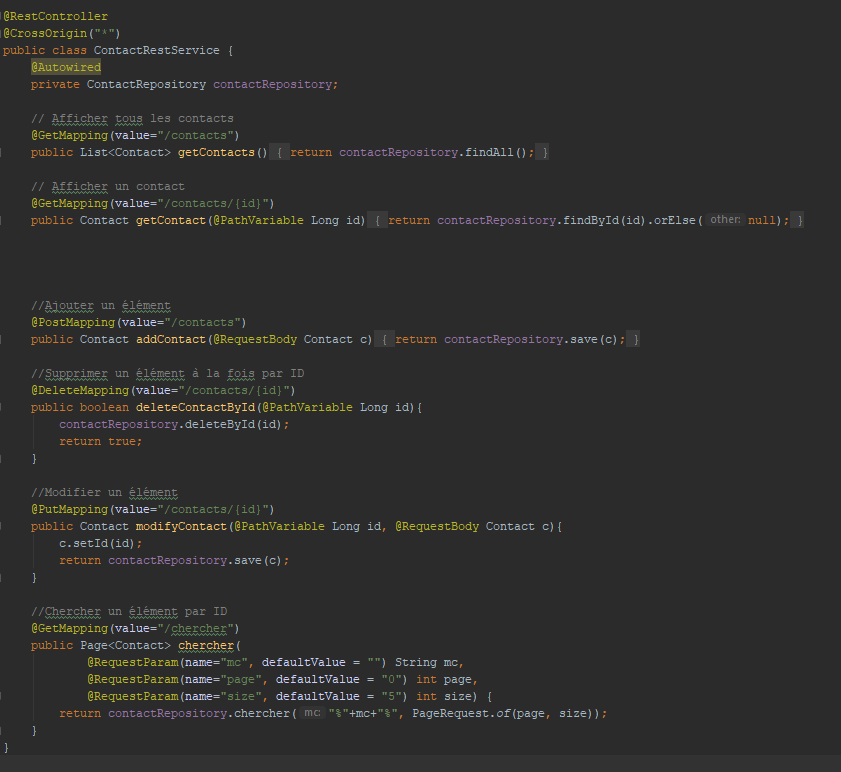 @RestController
@CrossOrigin("*")
public class ContactRestService {
    @Autowired
    private ContactRepository contactRepository;

    // Afficher tous les contacts
    @GetMapping(value="/contacts")
    public List<Contact> getContacts() { return contactRepository.findAll(); }

    // Afficher un contact
    @GetMapping(value="/contacts/{id}")
    public Contact getContact(@PathVariable Long id) { return contactRepository.findById(id).orElse( other: null); }

    //Ajouter un élément
    @PostMapping(value="/contacts")
    public Contact addContact(@RequestBody Contact c) { return contactRepository.save(c); }

    //Supprimer un élément à la fois par ID
    @DeleteMapping(value="/contacts/{id}")
    public boolean deleteContactById(@PathVariable Long id){
        contactRepository.deleteById(id);
        return true;
    }

    //Modifier un élément
    @PutMapping(value="/contacts/{id}")
    public Contact modifyContact(@PathVariable Long id, @RequestBody Contact c){
        c.setId(id);
        return contactRepository.save(c);
    }

    //Chercher un élément par ID
    @GetMapping(value="/chercher")
    public Page<Contact> chercher(
            @RequestParam(name="mc", defaultValue = "") String mc,
            @RequestParam(name="page", defaultValue = "0") int page,
            @RequestParam(name="size", defaultValue = "5") int size) {
        return contactRepository.chercher( mc: "%"+mc+"%", PageRequest.of(page, size));
    }
}